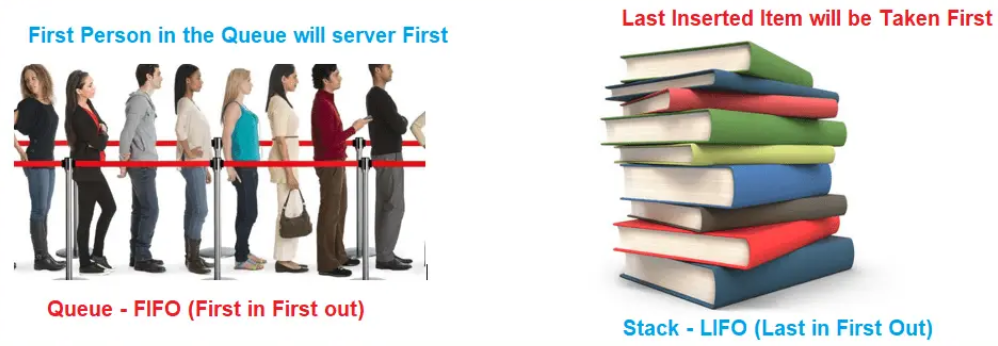 First Person in the Queue will server First
Queue - FIFO (First in First out)
Last Inserted Item will be Taken First
Stack - LIFO (Last in First Out)